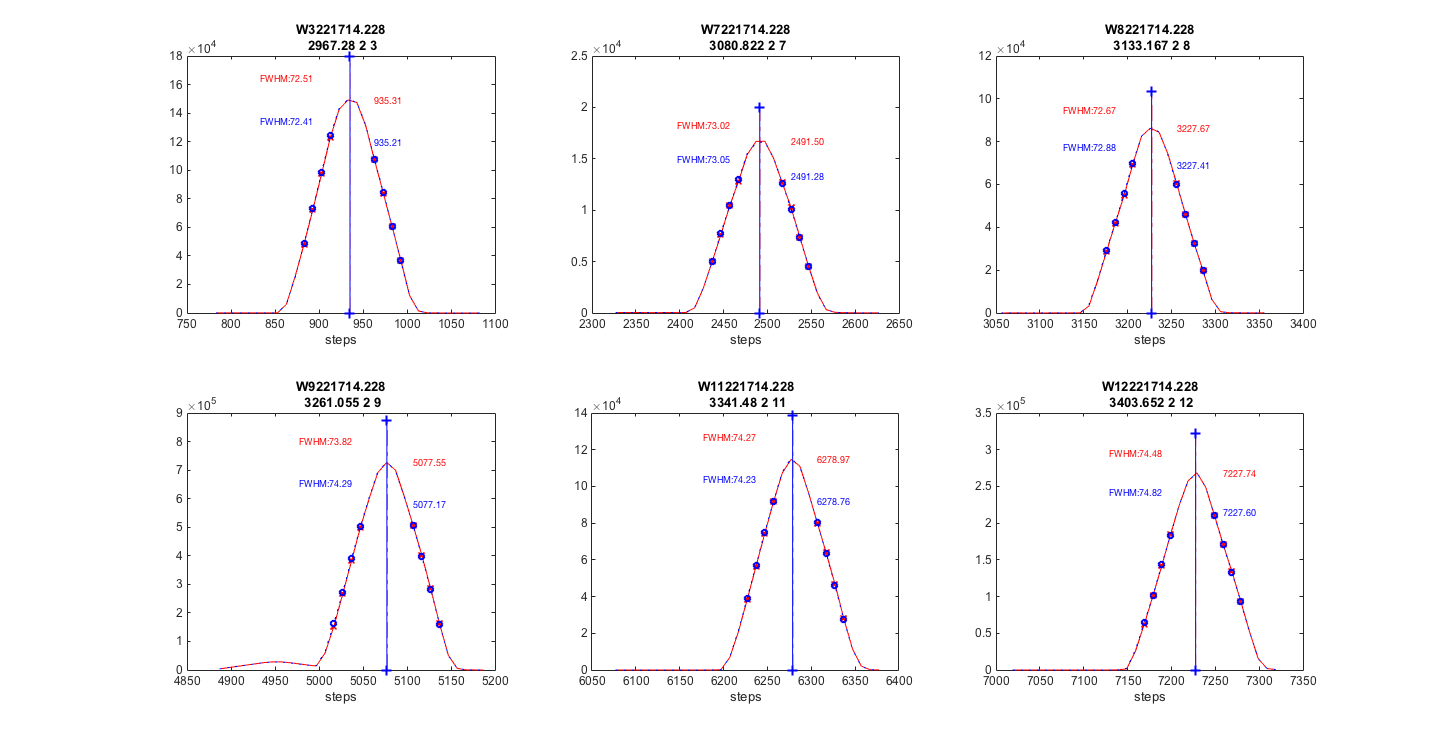 W3221714.228
2967.28 2 3
×10^4
18
16
14
12
10
8
6
4
2
0
FWHM:72.51
FWHM:72.41
935.31
935.21
750 800 850 900 950 1000 1050 1100
steps
W7221714.228
3080.822 2 7
×10^4
2.5
2
1.5
1
0.5
0
FWHM:73.02
FWHM:73.05
2491.50
2491.28
2300 2350 2400 2450 2500 2550 2600 2650
steps
W8221714.228
3133.167 2 8
×10^4
12
10
8
6
4
2
0
FWHM:72.67
FWHM:72.88
3227.67
3227.41
3050 3100 3150 3200 3250 3300 3350 3400
steps
W9221714.228
3261.055 2 9
×10^5
9
8
7
6
5
4
3
2
1
0
FWHM:73.82
FWHM:74.29
5077.55
5077.17
4850 4900 4950 5000 5050 5100 5150 5200
steps
W11221714.228
3341.48 2 11
×10^4
14
12
10
8
6
4
2
0
FWHM:74.27
FWHM:74.23
6278.97
6278.76
6050 6100 6150 6200 6250 6300 6350 6400
steps
W12221714.228
3403.652 2 12
×10^5
3.5
3
2.5
2
1.5
1
0.5
0
FWHM:74.48
FWHM:74.82
7227.74
7227.60
7000 7050 7100 7150 7200 7250 7300 7350
steps